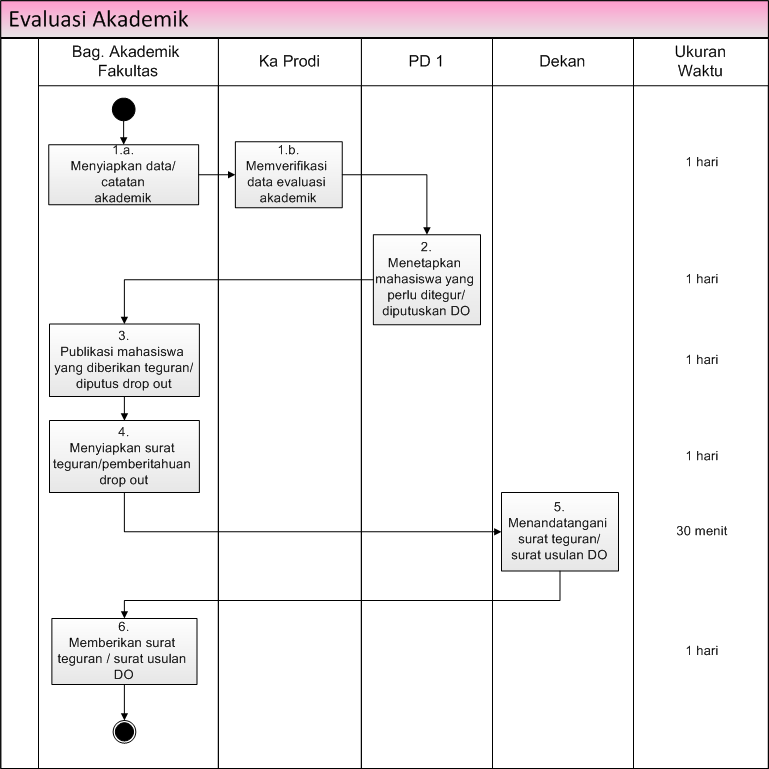 Evaluasi Akademik
Bag. Akademik
Fakultas
Ka Prodi
PD 1
Dekan
Ukuran
Waktu
1.a.
Menyiapkan data/
catatan
akademik
1.b.
Memverifikasi
data evaluasi
akademik
1 hari
2.
Menetapkan
mahasiswa yang
perlu ditegur/
diputuskan DO
1 hari
3.
Publikasi mahasiswa
yang diberikan teguran/
diputus drop out
1 hari
4.
Menyiapkan surat
teguran/pemberitahuan
drop out
1 hari
5.
Menandatangani
surat teguran/
surat usulan DO
30 menit
6.
Memberikan surat
teguran / surat usulan
DO
1 hari